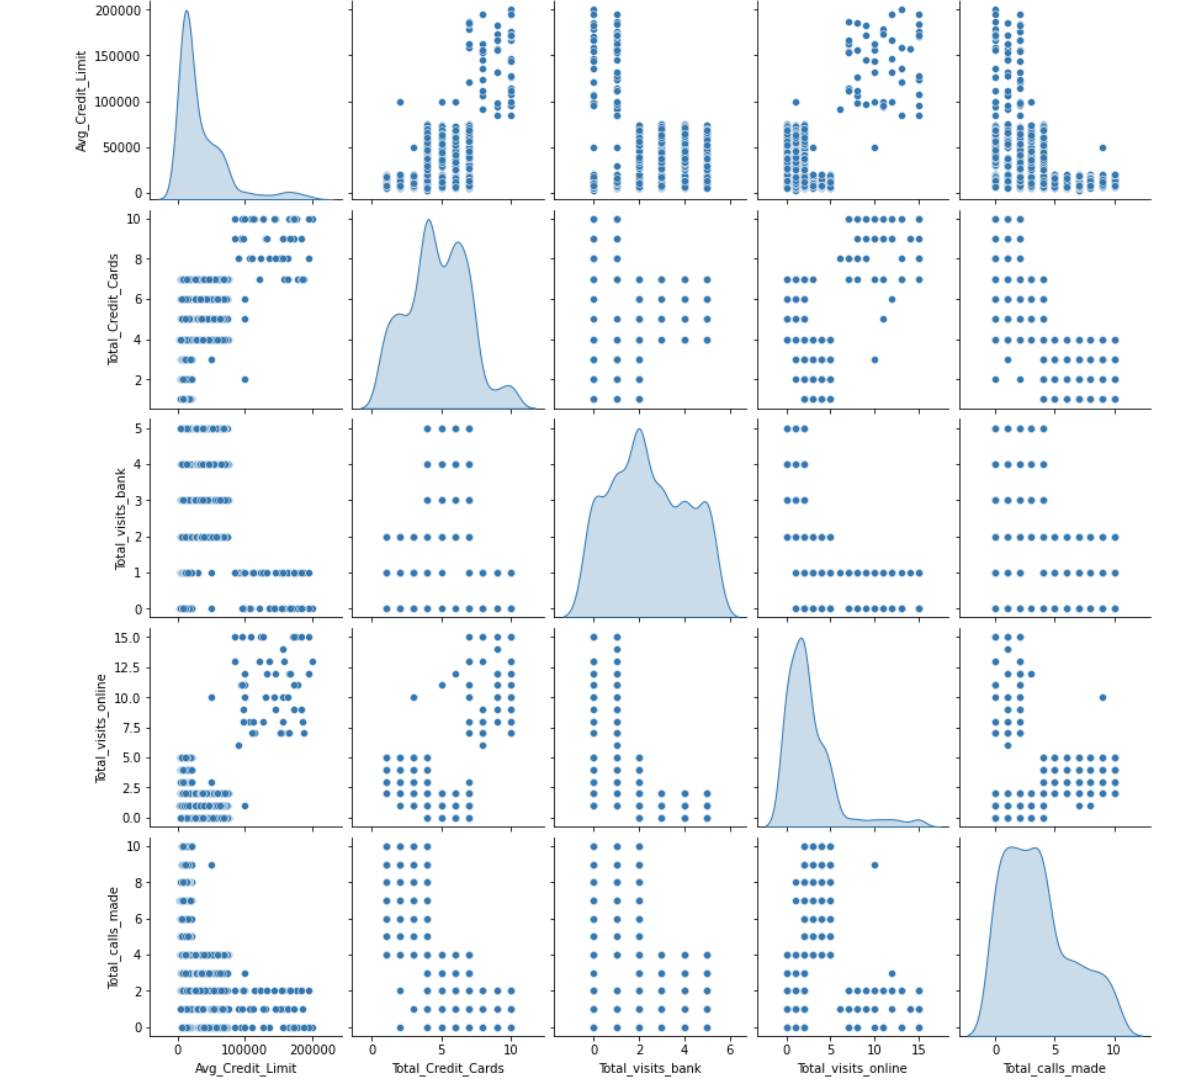 200000
150000
100000
50000
0
Avg_Credit_Limit
10
8
6
4
2
Total_Credit_Cards
5
4
3
2
1
0
Total_visits_bank
15.0
12.5
10.0
7.5
5.0
2.5
0.0
Total_visits_online
10
8
6
4
2
0
Total_calls_made
0 100000 200000
0 5 10
0 2 4 6
0 5 10 15
0 5 10
Avg_Credit_Limit
Total_Credit_Cards
Total_visits_bank
Total_visits_online
Total_calls_made